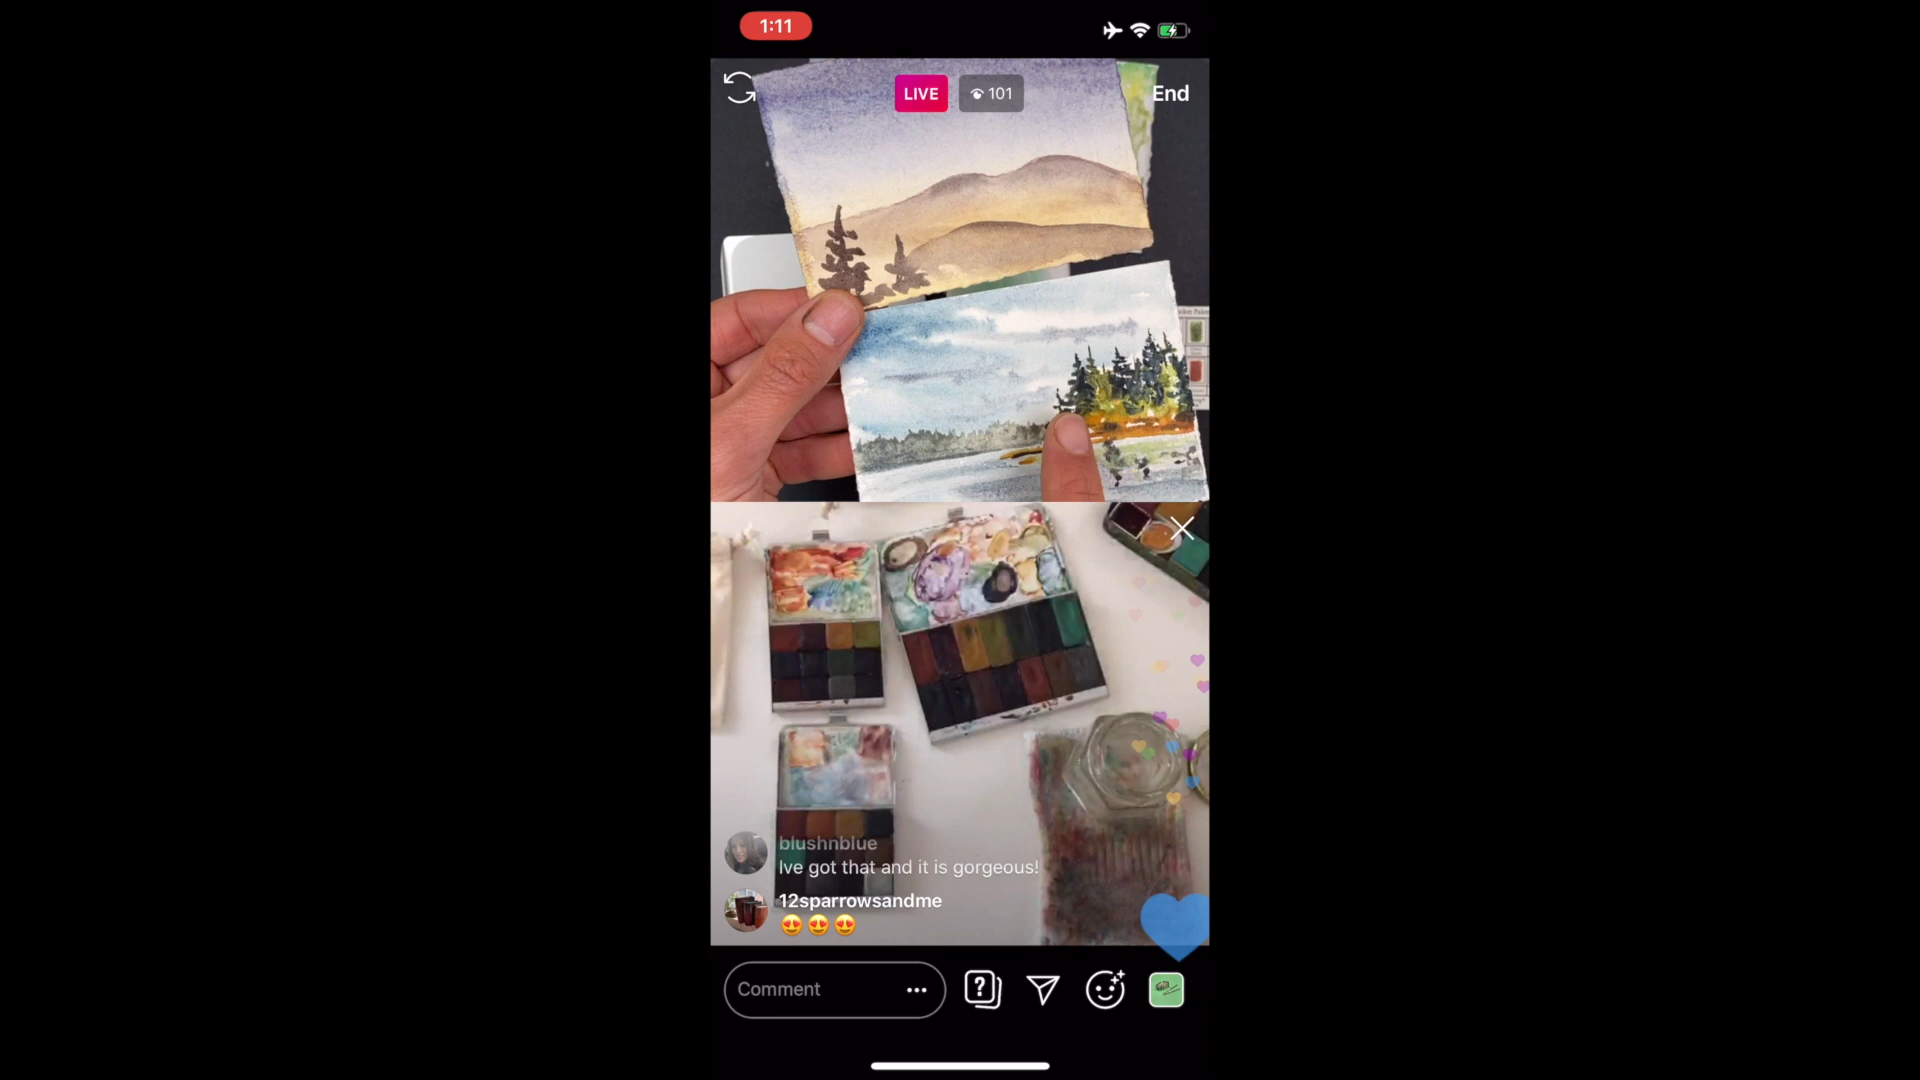 1:11
LIVE
101
End
blushnblue
Ive got that and it is gorgeous!
12sparrowsandme
Comment